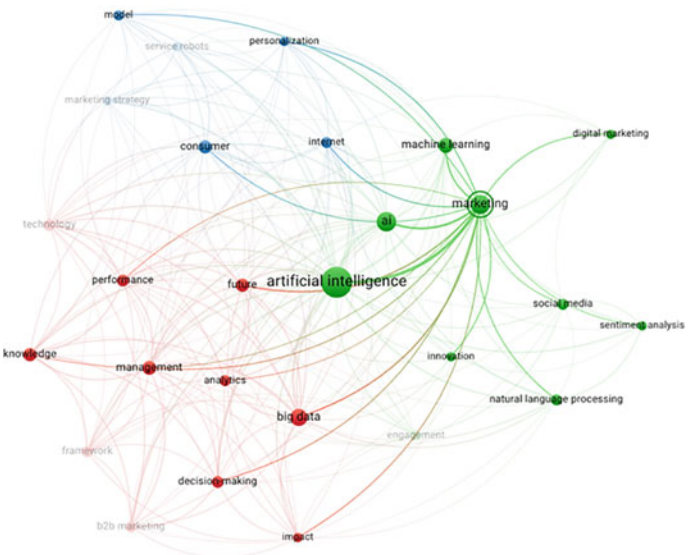 model
service robots
personalization
marketing strategy
digital marketing
consumer
internet
machine learning
marketing
ai
technology
performance
future
artificial intelligence
social media
sentiment analysis
knowledge
management
analytics
innovation
natural language processing
big data
engagement
framework
decision-making
b2b marketing
impact